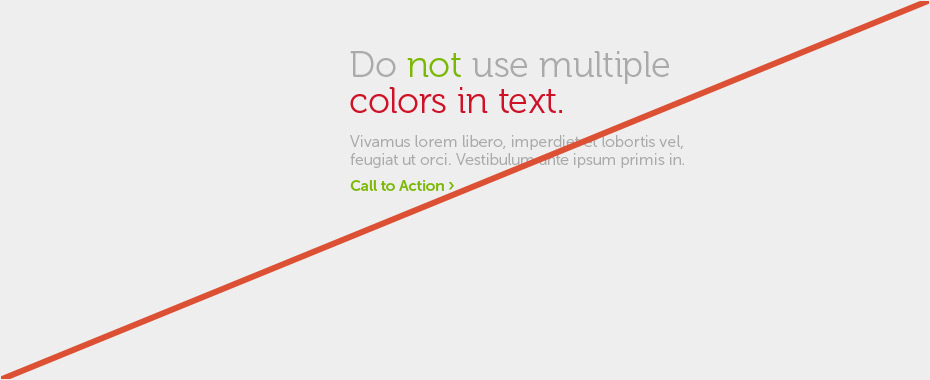 Do not use multiple
colors in text.
Vivamus lorem libero, imperdiet et lobortis vel,
feugiat ut orci. Vestibulum ante ipsum primis in.
Call to Action ›